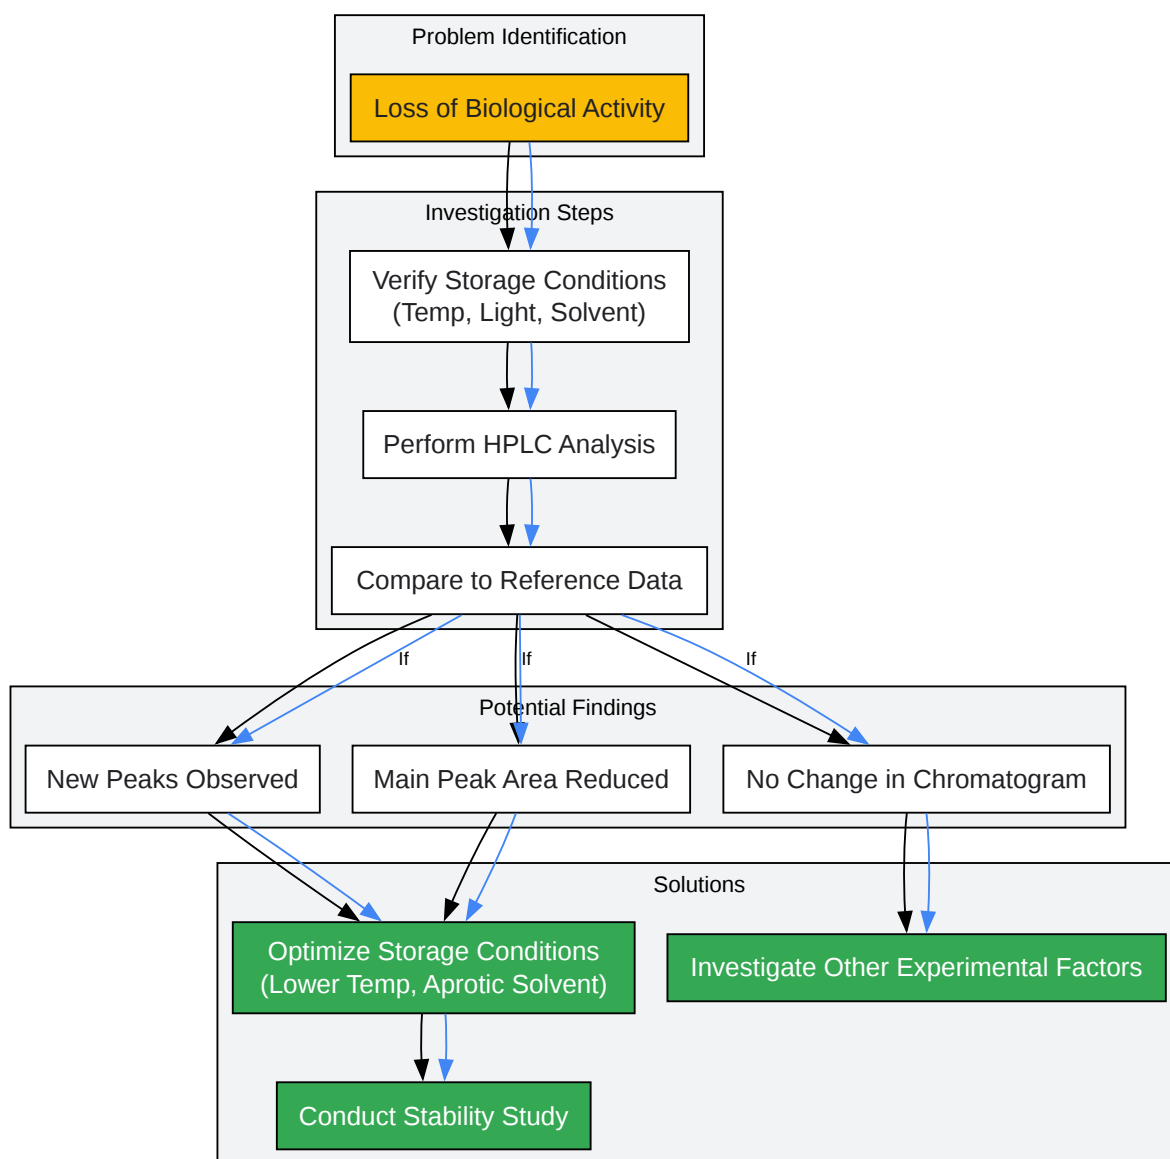 Problem Identification
Loss of Biological Activity
Investigation Steps
Verify Storage Conditions
(Temp, Light, Solvent)
Perform HPLC Analysis
Compare to Reference Data
If
If
If
Potential Findings
New Peaks Observed
Main Peak Area Reduced
No Change in Chromatogram
Solutions
Optimize Storage Conditions
(Lower Temp, Aprotic Solvent)
Investigate Other Experimental Factors
Conduct Stability Study